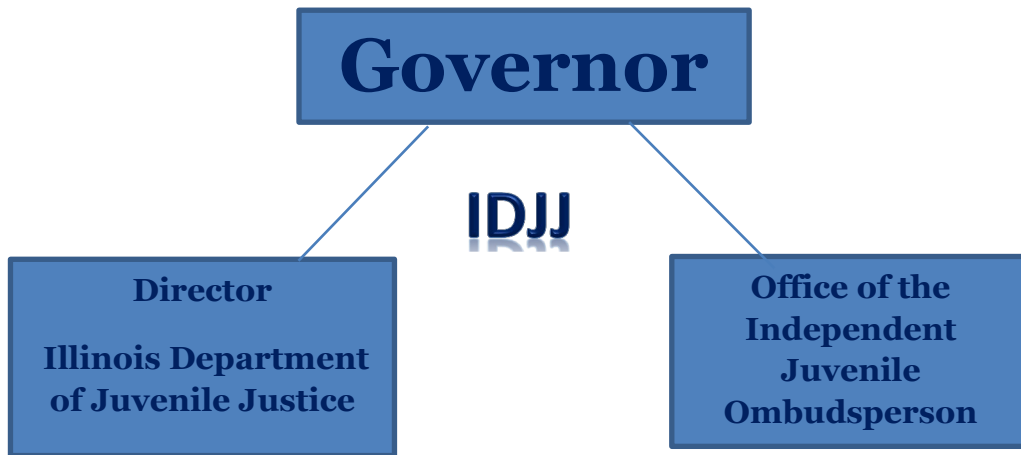 Governor
IDJJ
Director
Illinois Department
of Juvenile Justice
Office of the
Independent
Juvenile
Ombudsperson